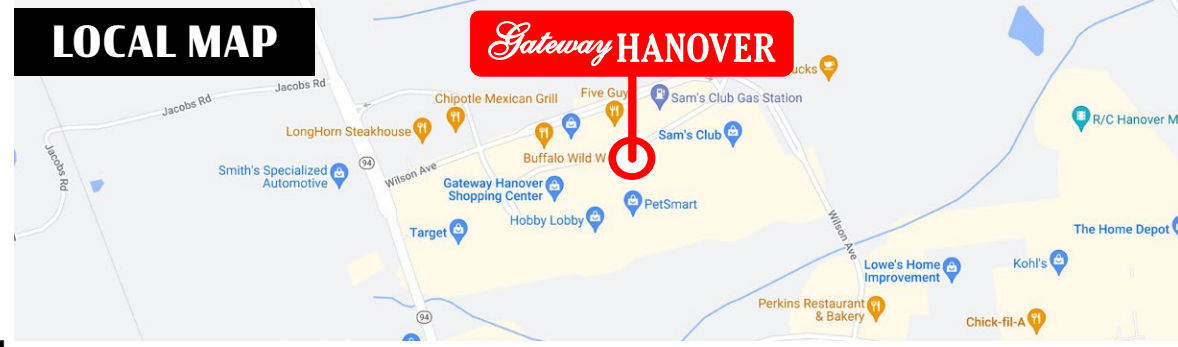 LOCAL MAP
Gateway HANOVER
Jacobs Rd
Jacobs Rd
Jacobs Rd
Chipotle Mexican Grill
Five Guy
ucks
Sam's Club Gas Station
LongHorn Steakhouse
Sam's Club
R/C Hanover M
Buffalo Wild W
94
Wilson Ave
Smith's Specialized
Automotive
Gateway Hanover
Shopping Center
PetSmart
Hobby Lobby
Target
Wilson Ave
The Home Depot
Lowe's Home
Improvement
Kohl's
Perkins Restaurant
& Bakery
Chick-fil-A
94